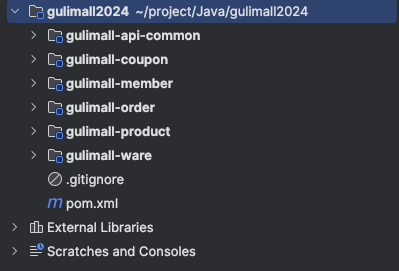 gulimall2024 ~/project/Java/gulimall2024
gulimall-api-common
gulimall-coupon
gulimall-member
gulimall-order
gulimall-product
gulimall-ware
.gitignore
m pom.xml
External Libraries
Scratches and Consoles